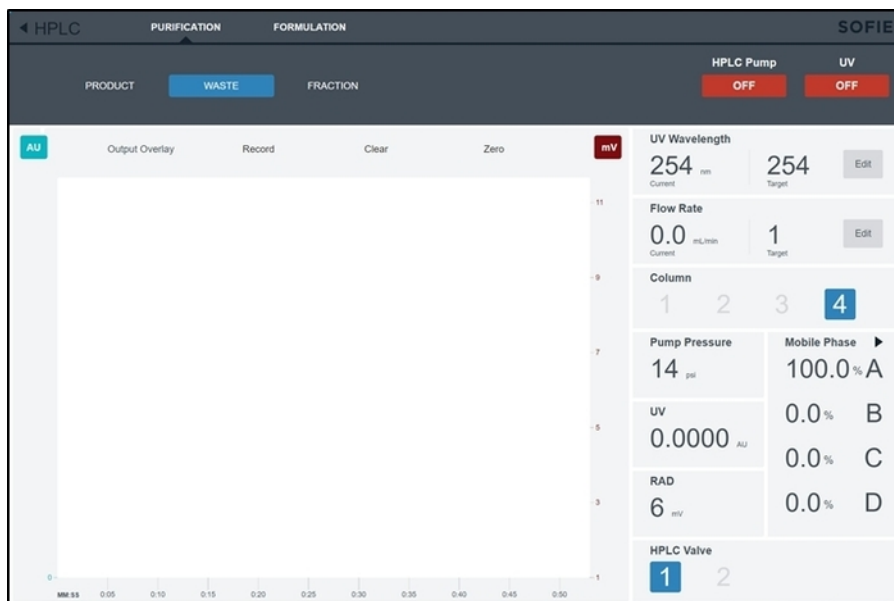 HPLC PURIFICATION FORMULATION SOFIE
HPLC Pump UV
PRODUCT WASTE FRACTION OFF OFF
AU Output Overlay Record Clear Zero mV
11
9
7
5
3
0 1
MM:SS 0:05 0:10 0:15 0:20 0:25 0:30 0:35 0:40 0:45 0:50
UV Wavelength
254 nm 254 Edit
Current Target
Flow Rate
0.0 mL/min 1 Edit
Current Target
Column
1 2 3 4
Pump Pressure
14 psi
UV
0.0000 AU
RAD
6 mV
Mobile Phase
100.0 % A
0.0 % B
0.0 % C
0.0 % D
HPLC Valve
1 2